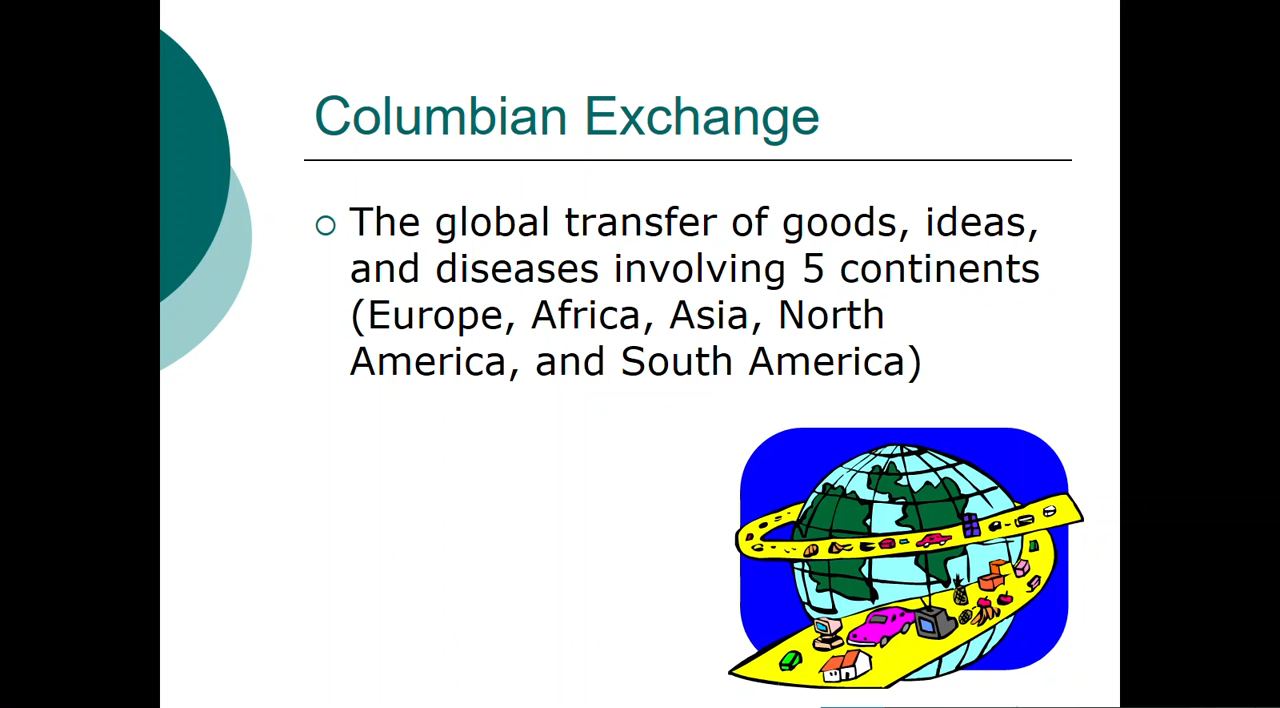 Columbian Exchange
The global transfer of goods, ideas,
and diseases involving 5 continents
(Europe, Africa, Asia, North
America, and South America)